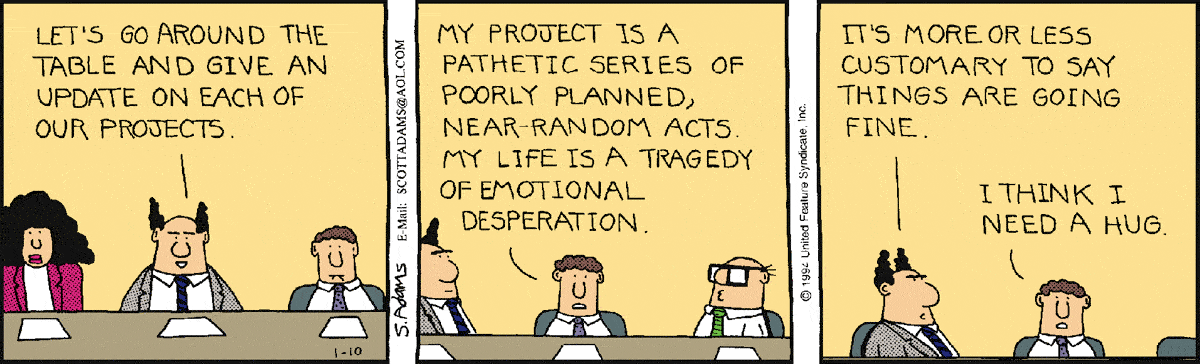 LET'S GO AROUND THE
TABLE AND GIVE AN
UPDATE ON EACH OF
OUR PROJECTS.
1-10
S.Adams
E-Mail: SCOTTADAMS@AOL.COM
MY PROJECT IS A
PATHETIC SERIES OF
POORLY PLANNED,
NEAR-RANDOM ACTS.
MY LIFE IS A TRAGEDY
OF EMOTIONAL
DESPERATION.
© 1994 United Feature Syndicate, Inc.
IT'S MORE OR LESS
CUSTOMARY TO SAY
THINGS ARE GOING
FINE.
I THINK I
NEED A HUG.